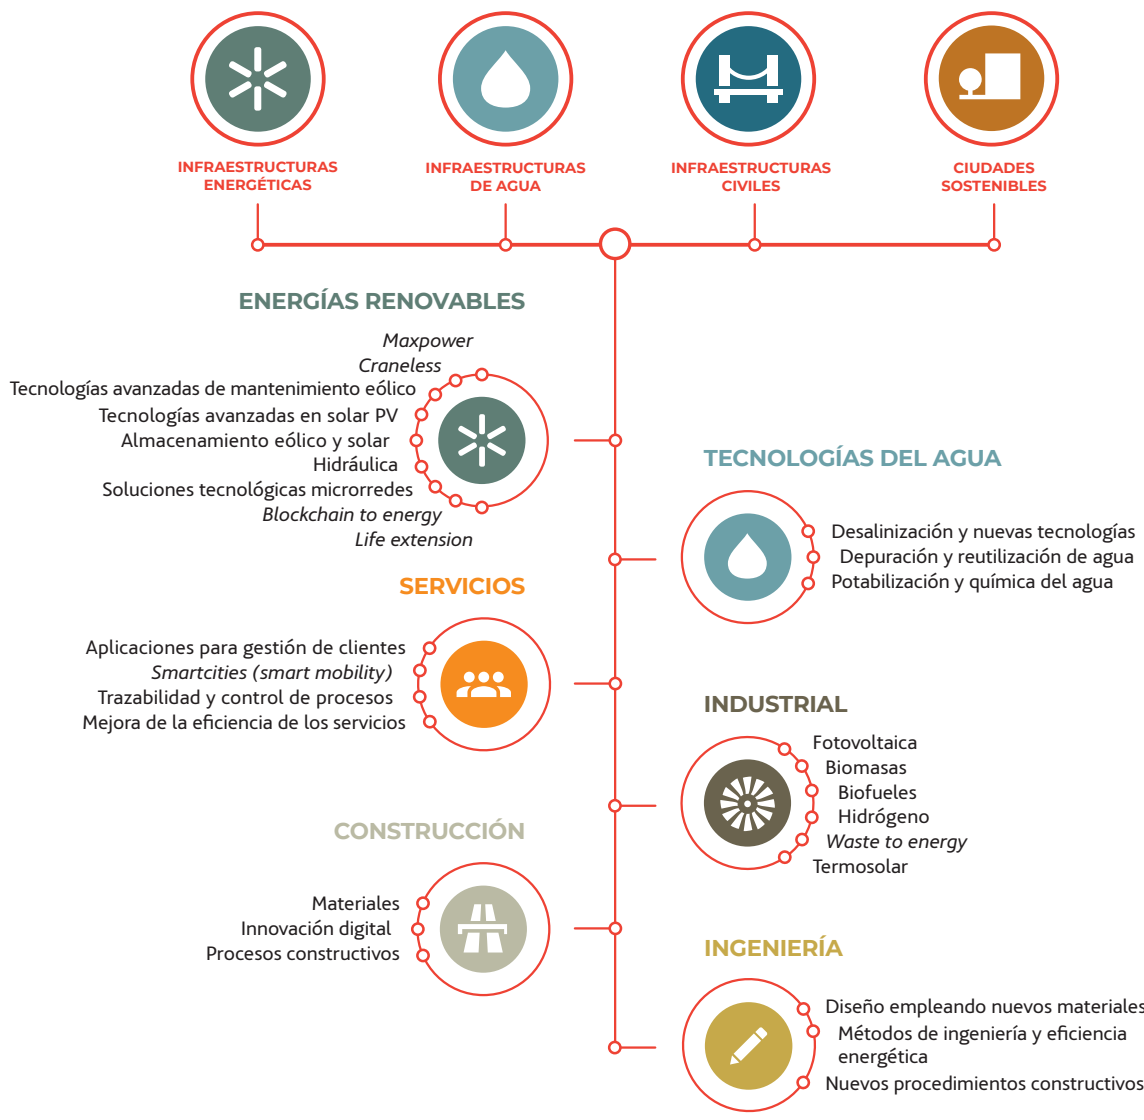 INFRAESTRUCTURAS
ENERGÉTICAS
INFRAESTRUCTURAS
DE AGUA
INFRAESTRUCTURAS
CIVILES
CIUDADES
SOSTENIBLES
ENERGÍAS RENOVABLES
Maxpower
Craneless
Tecnologías avanzadas de mantenimiento eólico
Tecnologías avanzadas en solar PV
Almacenamiento eólico y solar
Hidráulica
Soluciones tecnológicas microrredes
Blockchain to energy
Life extension
TECNOLOGÍAS DEL AGUA
Desalinización y nuevas tecnologías
Depuración y reutilización de agua
Potabilización y química del agua
SERVICIOS
Aplicaciones para gestión de clientes
Smartcities (smart mobility)
Trazabilidad y control de procesos
Mejora de la eficiencia de los servicios
INDUSTRIAL
Fotovoltaica
Biomasas
Biofueles
Hidrógeno
Waste to energy
Termosolar
CONSTRUCCIÓN
Materiales
Innovación digital
Procesos constructivos
INGENIERÍA
Diseño empleando nuevos materiales
Métodos de ingeniería y eficiencia
energética
Nuevos procedimientos constructivos